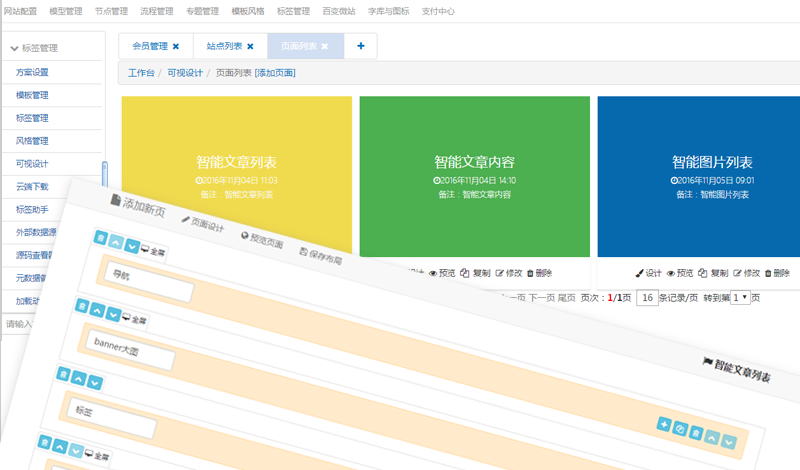 网站配置 模型管理 节点管理 流程管理 专题管理 模板风格 标签管理 百变微站 字库与图标 支付中心
标签管理
方案设置
模板管理
标签管理
风格管理
可视设计
云端下载
标签助手
外部数据源
源码查看
元数据
加载
请输入
会员管理 站点列表 页面列表
工作台 / 可视设计 / 页面列表 [添加页面]
智能文章列表
2016年11月04日 11:03
备注：智能文章列表
智能文章内容
2016年11月04日 14:10
备注：智能文章内容
智能图片列表
2016年11月05日 09:01
备注：智能图片列表
预览 复制 修改 删除
设计 预览 复制 修改 删除
一页 下一页 尾页 页次：1/1页 16 条记录/页 转到第 1 页
添加新页 页面设计 预览页面 保存布局
智能文章列表
全屏
导航
全屏
banner大图
标签
全屏